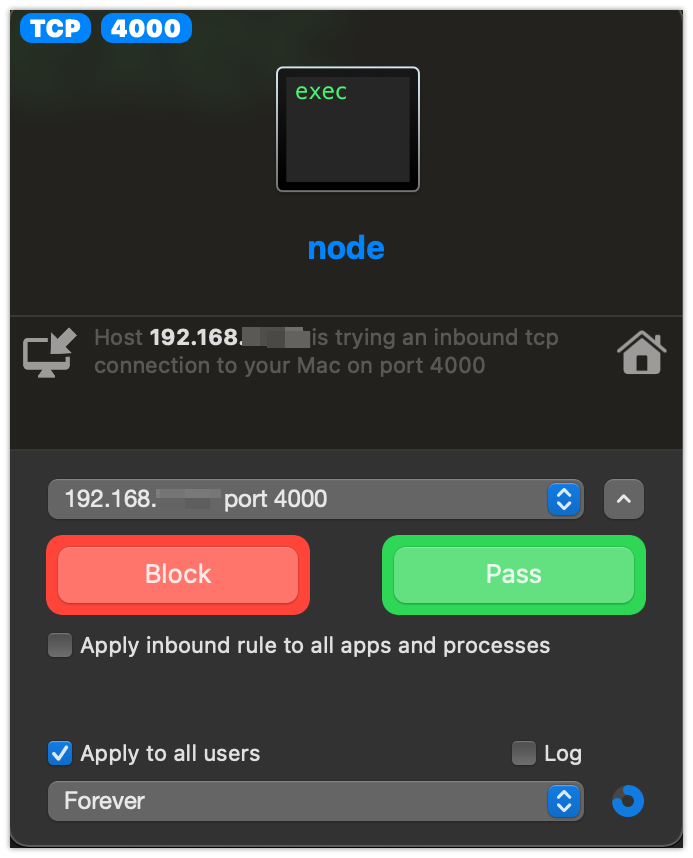 TCP 4000
exec
node
Host 192.168. is trying an inbound tcp
connection to your Mac on port 4000
192.168. port 4000
Block Pass
Apply inbound rule to all apps and processes
Apply to all users Log
Forever